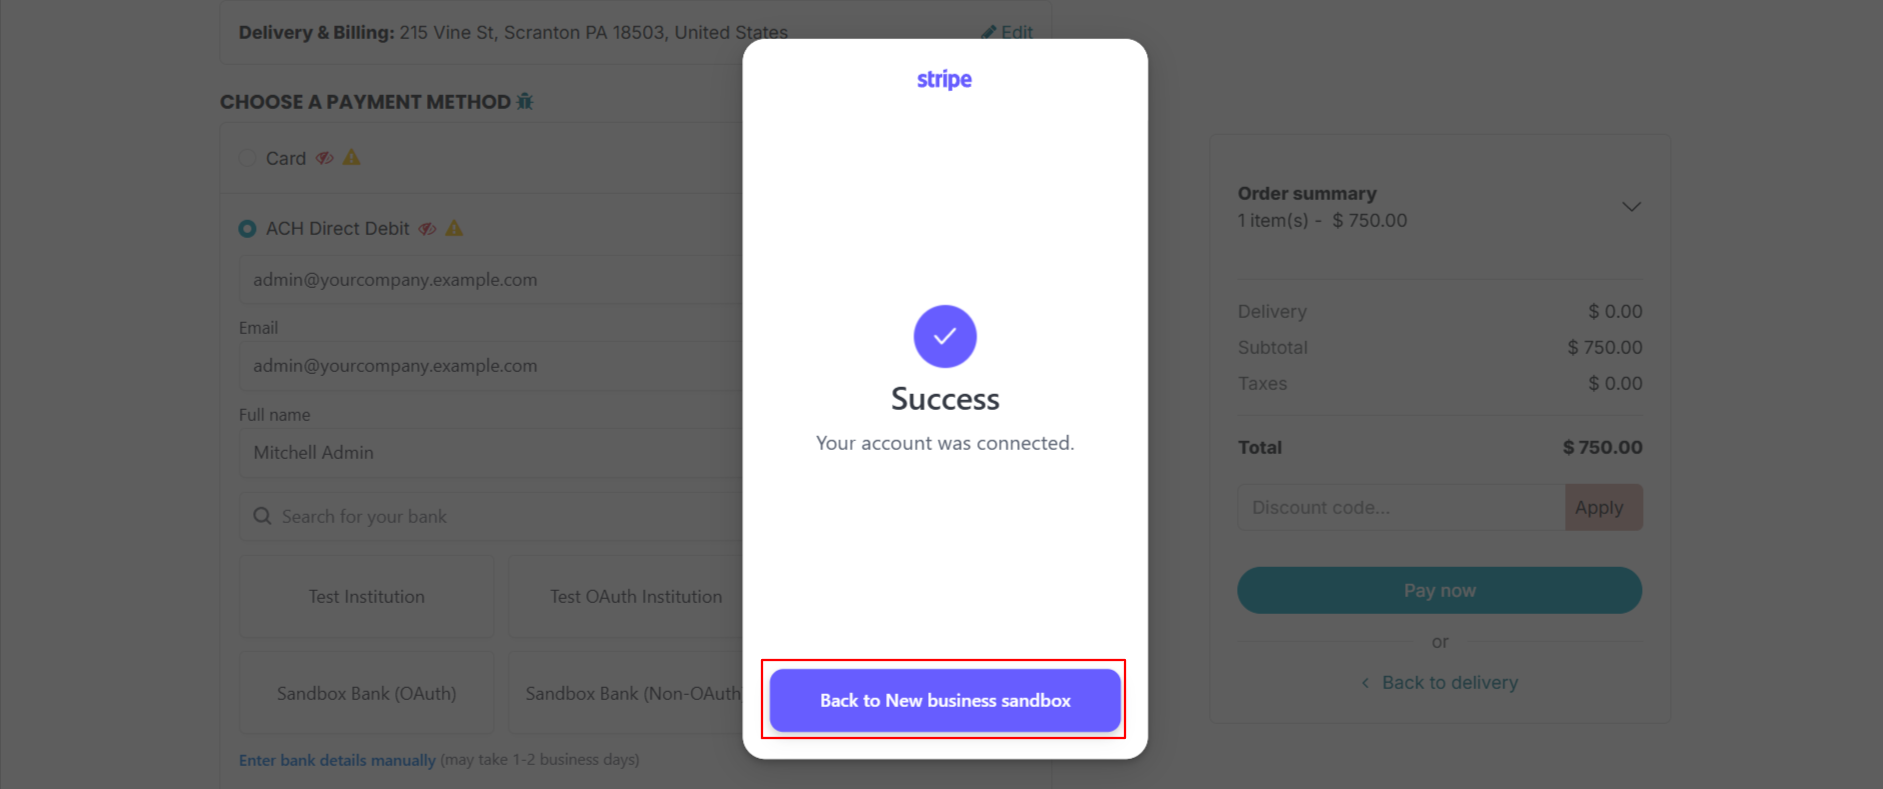 Delivery & Billing: 215 Vine St, Scranton PA 18503, United States
Edit
CHOOSE A PAYMENT METHOD
Card
ACH Direct Debit
admin@yourcompany.example.com
Email
admin@yourcompany.example.com
Full name
Mitchell Admin
Search for your bank
Test Institution
Test OAuth Institution
Sandbox Bank (OAuth)
Sandbox Bank (Non-OAuth
Enter bank details manually (may take 1-2 business days)
stripe
Success
Your account was connected.
Back to New business sandbox
Order summary
1 item(s) - $ 750.00
Delivery $ 0.00
Subtotal $ 750.00
Taxes $ 0.00
Total $ 750.00
Discount code... Apply
Pay now
or
Back to delivery